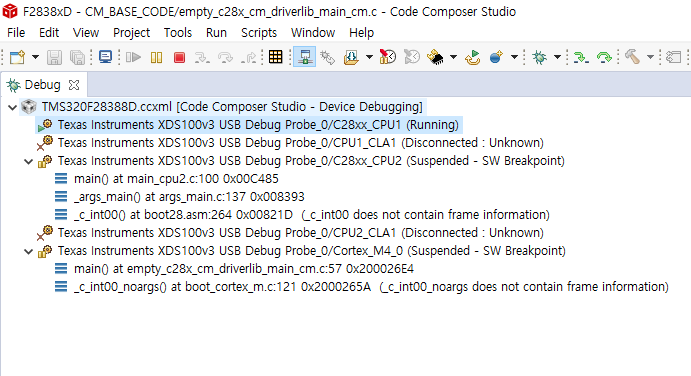 F2838xD - CM_BASE_CODE/empty_c28x_cm_driverlib_main_cm.c - Code Composer Studio
File Edit View Project Tools Run Scripts Window Help
Debug
TMS320F28388D.ccxml [Code Composer Studio - Device Debugging]
Texas Instruments XDS100v3 USB Debug Probe_0/C28xx_CPU1 (Running)
Texas Instruments XDS100v3 USB Debug Probe_0/CPU1_CLA1 (Disconnected : Unknown)
Texas Instruments XDS100v3 USB Debug Probe_0/C28xx_CPU2 (Suspended - SW Breakpoint)
main() at main_cpu2.c:100 0x00C485
_args_main() at args_main.c:137 0x008393
_c_int00() at boot28.asm:264 0x00821D (_c_int00 does not contain frame information)
Texas Instruments XDS100v3 USB Debug Probe_0/CPU2_CLA1 (Disconnected : Unknown)
Texas Instruments XDS100v3 USB Debug Probe_0/Cortex_M4_0 (Suspended - SW Breakpoint)
main() at empty_c28x_cm_driverlib_main_cm.c:57 0x200026E4
_c_int00_noargs() at boot_cortex_m.c:121 0x2000265A (_c_int00_noargs does not contain frame information)